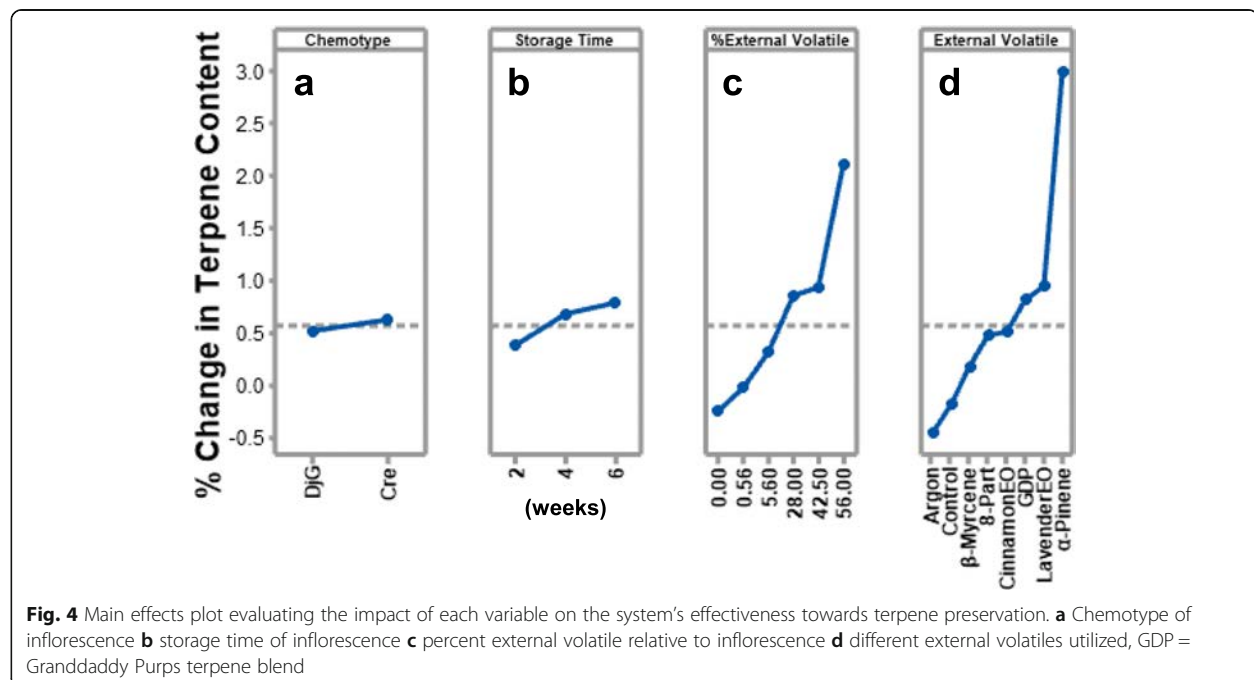 % Change in Terpene Content
Chemotype
Storage Time
%External Volatile
External Volatile
a
b
c
d
3.0
2.5
2.0
1.5
1.0
0.5
0.0
-0.5
DjG
Cre
2
4
6
(weeks)
0.00
0.56
5.60
28.00
42.50
56.00
Argon
Control
β-Myrcene
8-Part
CinnamonEO
GDP
LavenderEO
α-Pinene
Fig. 4 Main effects plot evaluating the impact of each variable on the system's effectiveness towards terpene preservation. a Chemotype of
inflorescence b storage time of inflorescence c percent external volatile relative to inflorescence d different external volatiles utilized, GDP =
Granddaddy Purps terpene blend